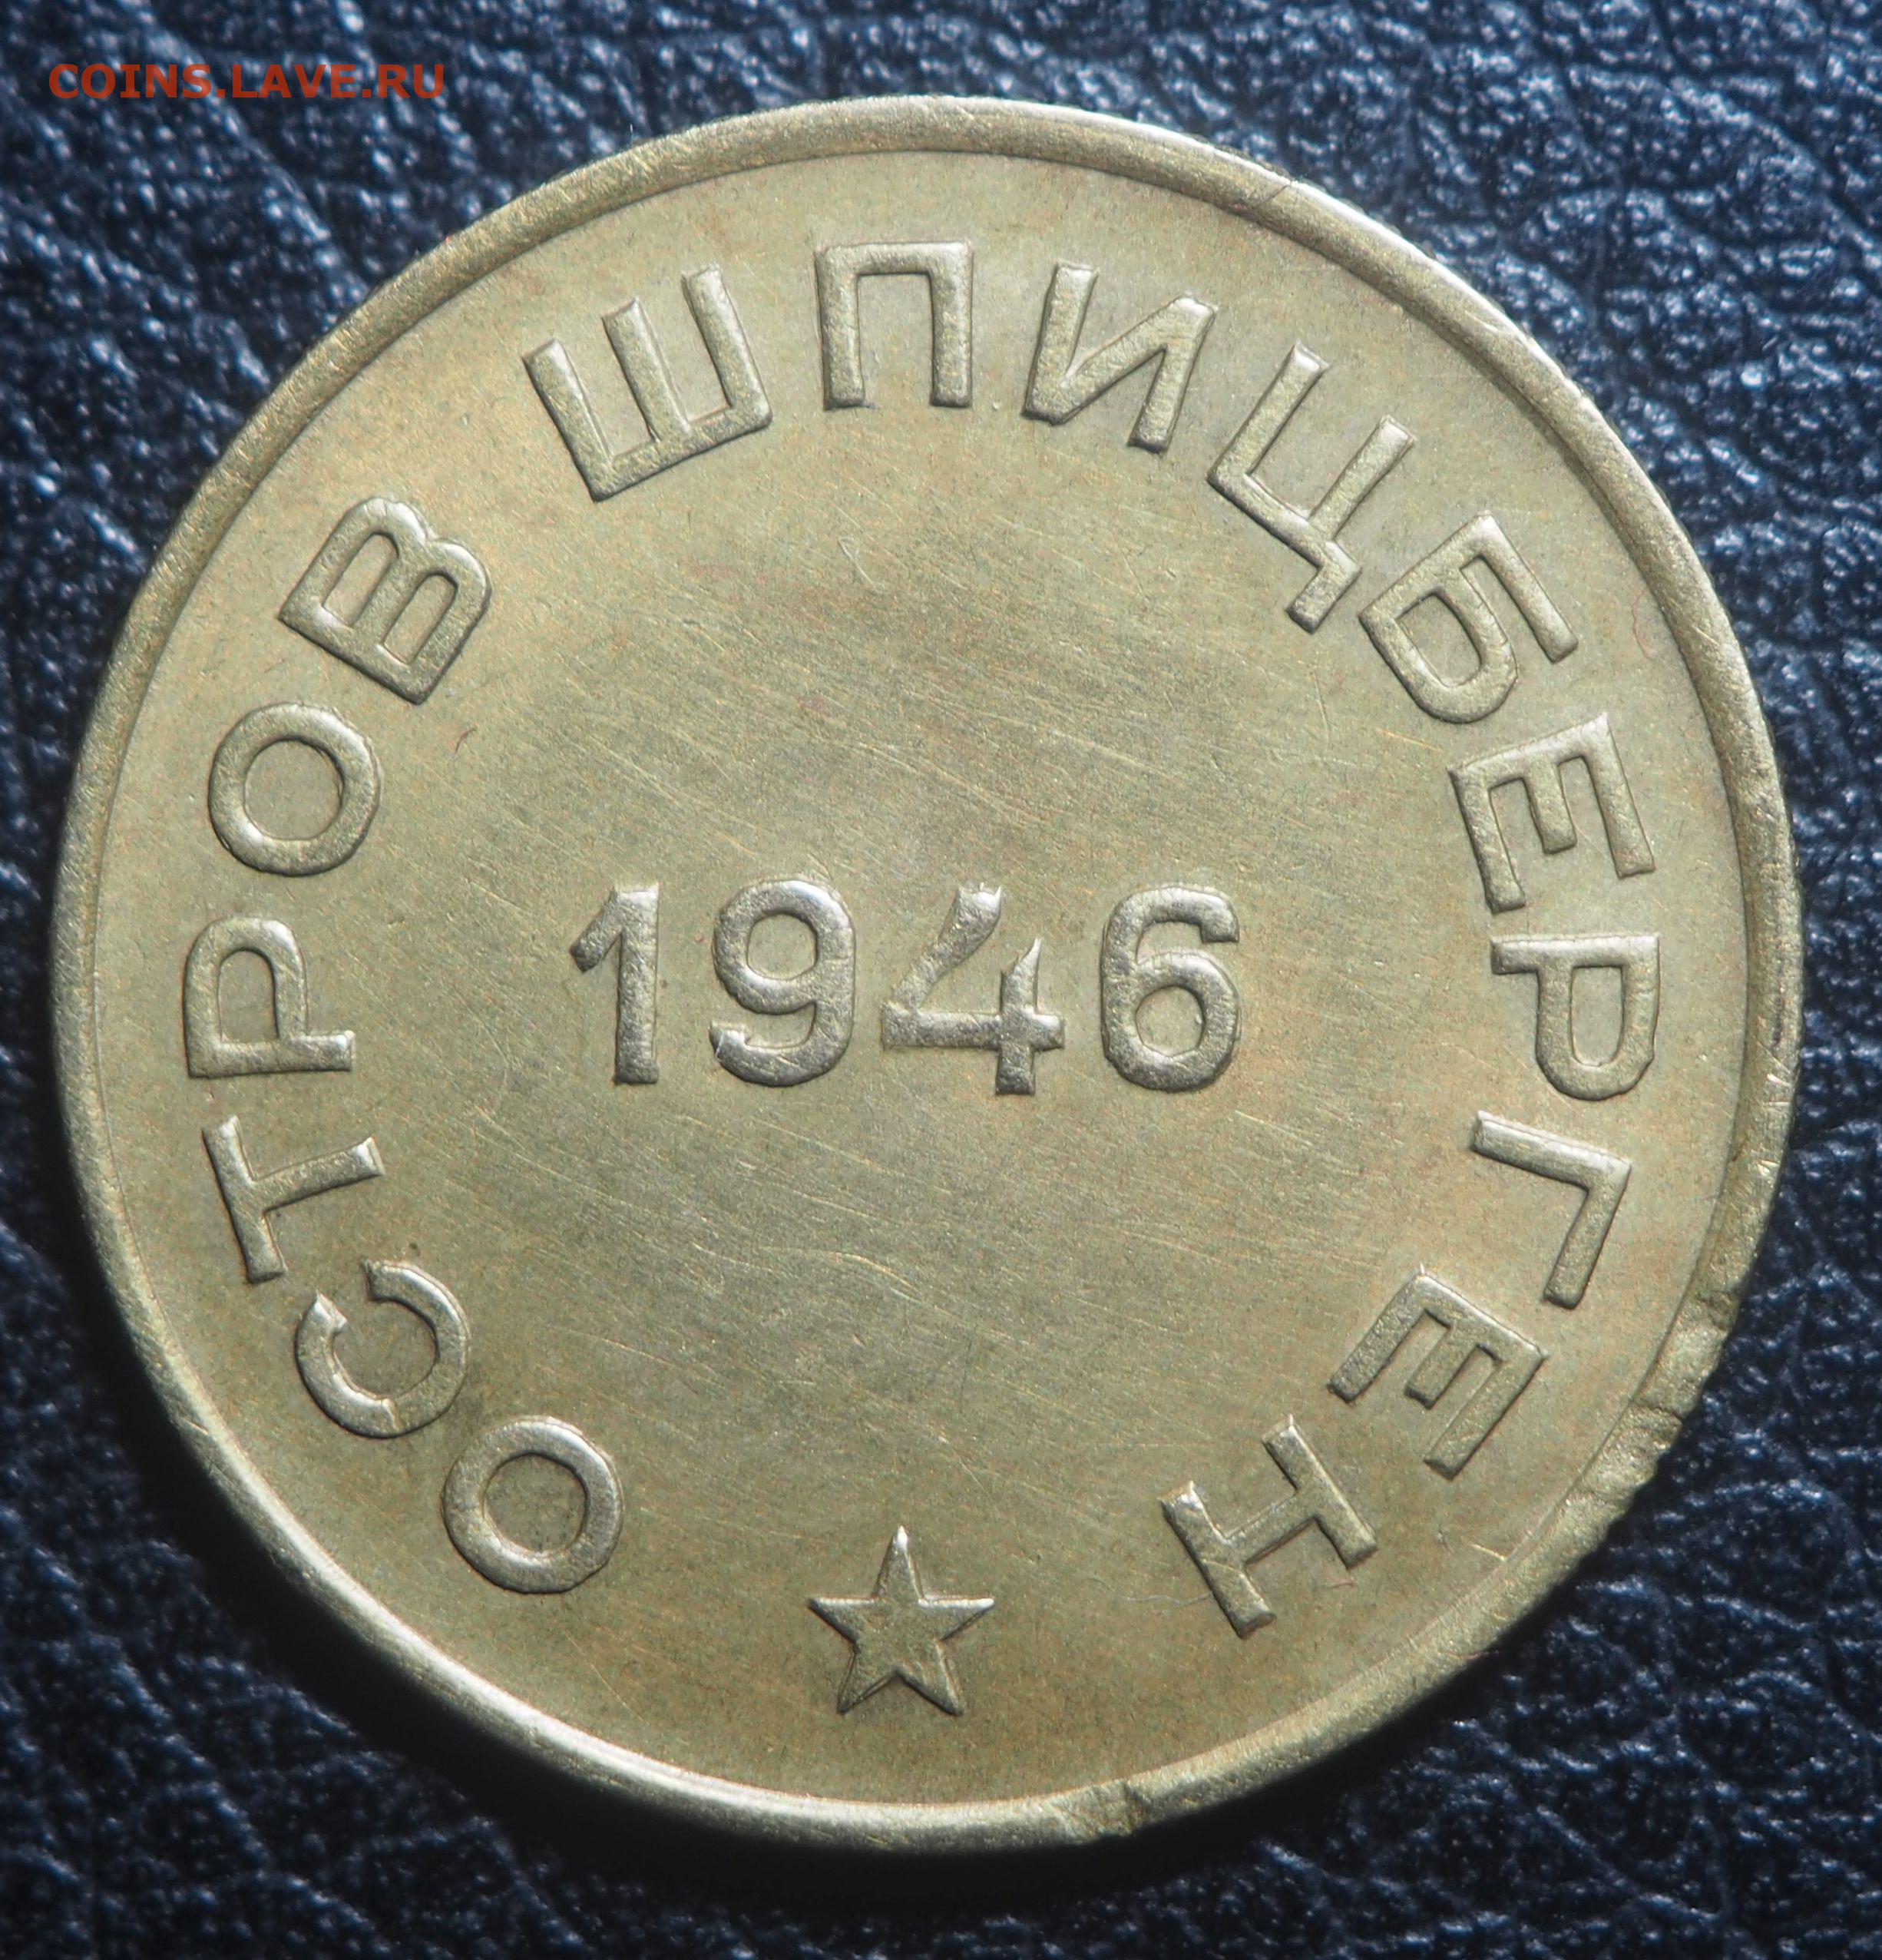 COINS.LAVE.RU
ОСТРОВ ШПИЦБЕРГЕН
1946